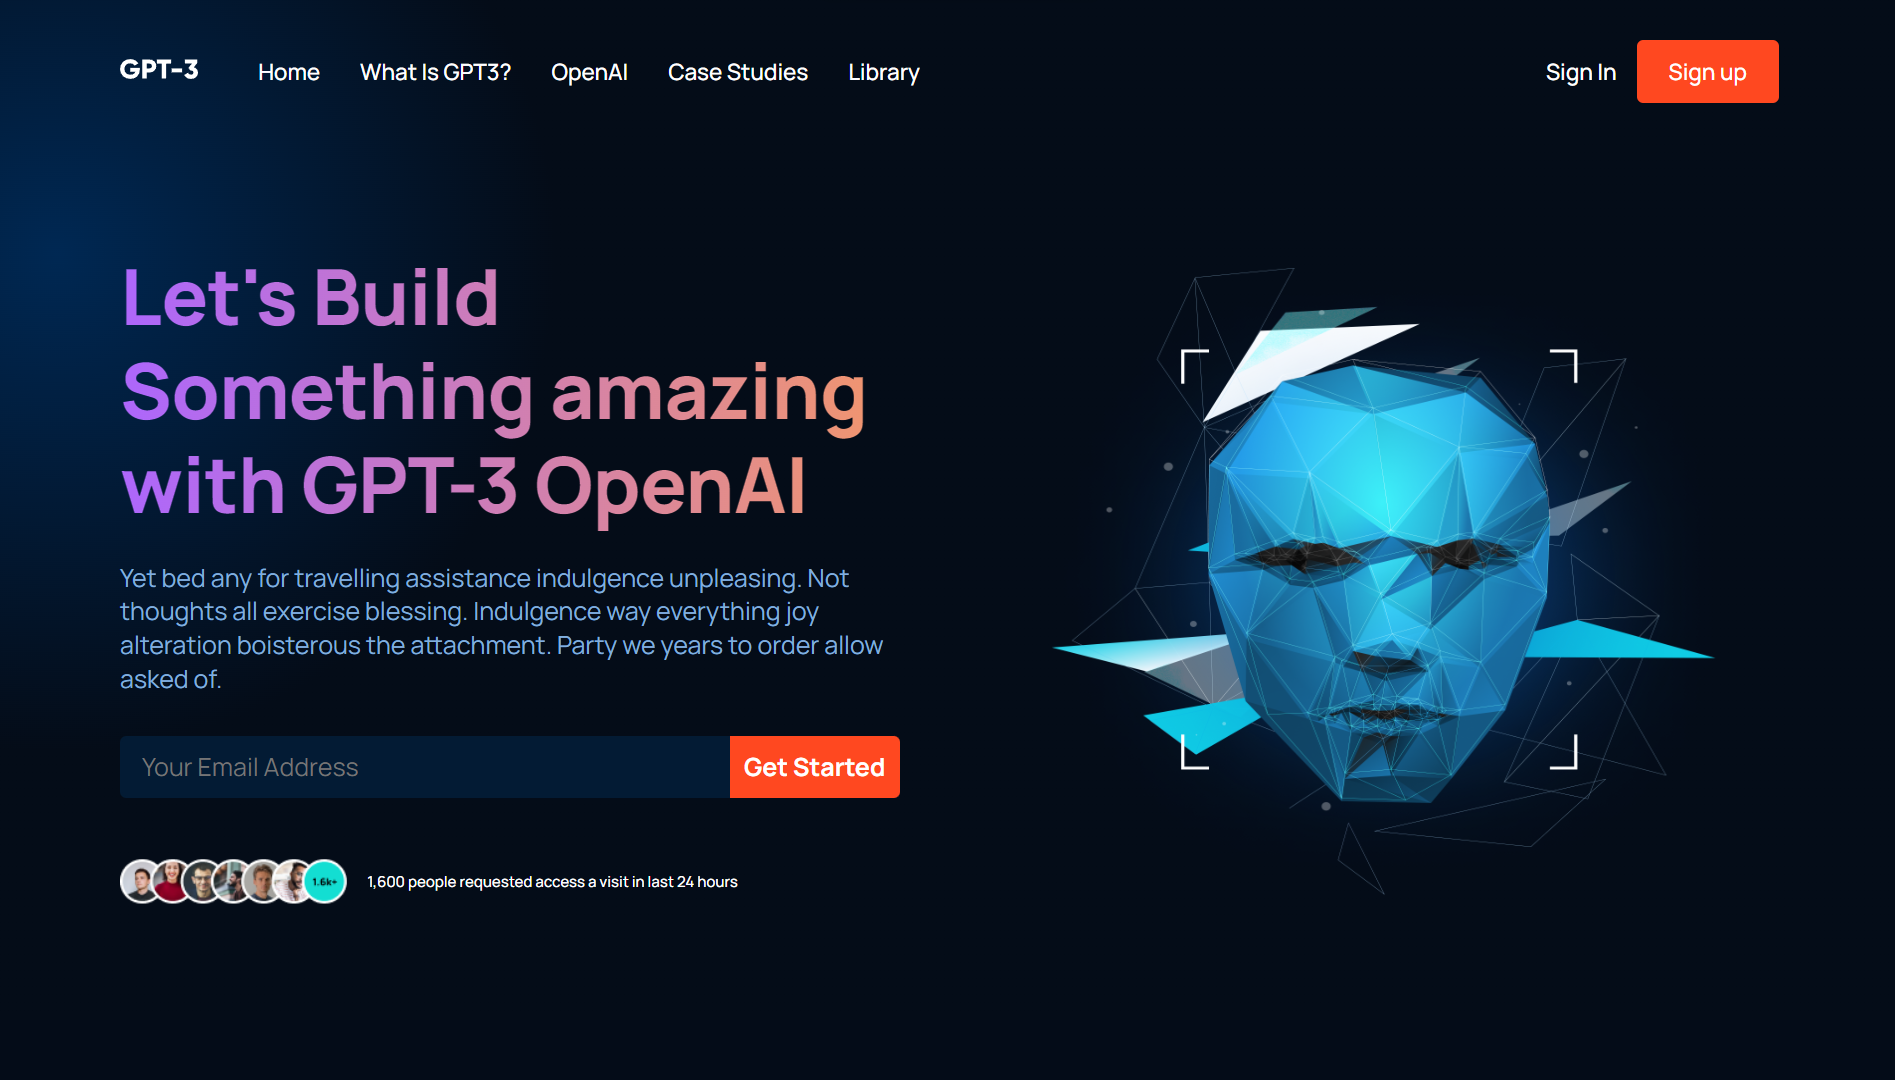 GPT-3
Home
What Is GPT3?
OpenAI
Case Studies
Library
Sign In
Sign up
Let's Build
Something amazing
with GPT-3 OpenAI
Yet bed any for travelling assistance indulgence unpleasing. Not
thoughts all exercise blessing. Indulgence way everything joy
alteration boisterous the attachment. Party we years to order allow
asked of.
Your Email Address
Get Started
1.6k+
1,600 people requested access a visit in last 24 hours